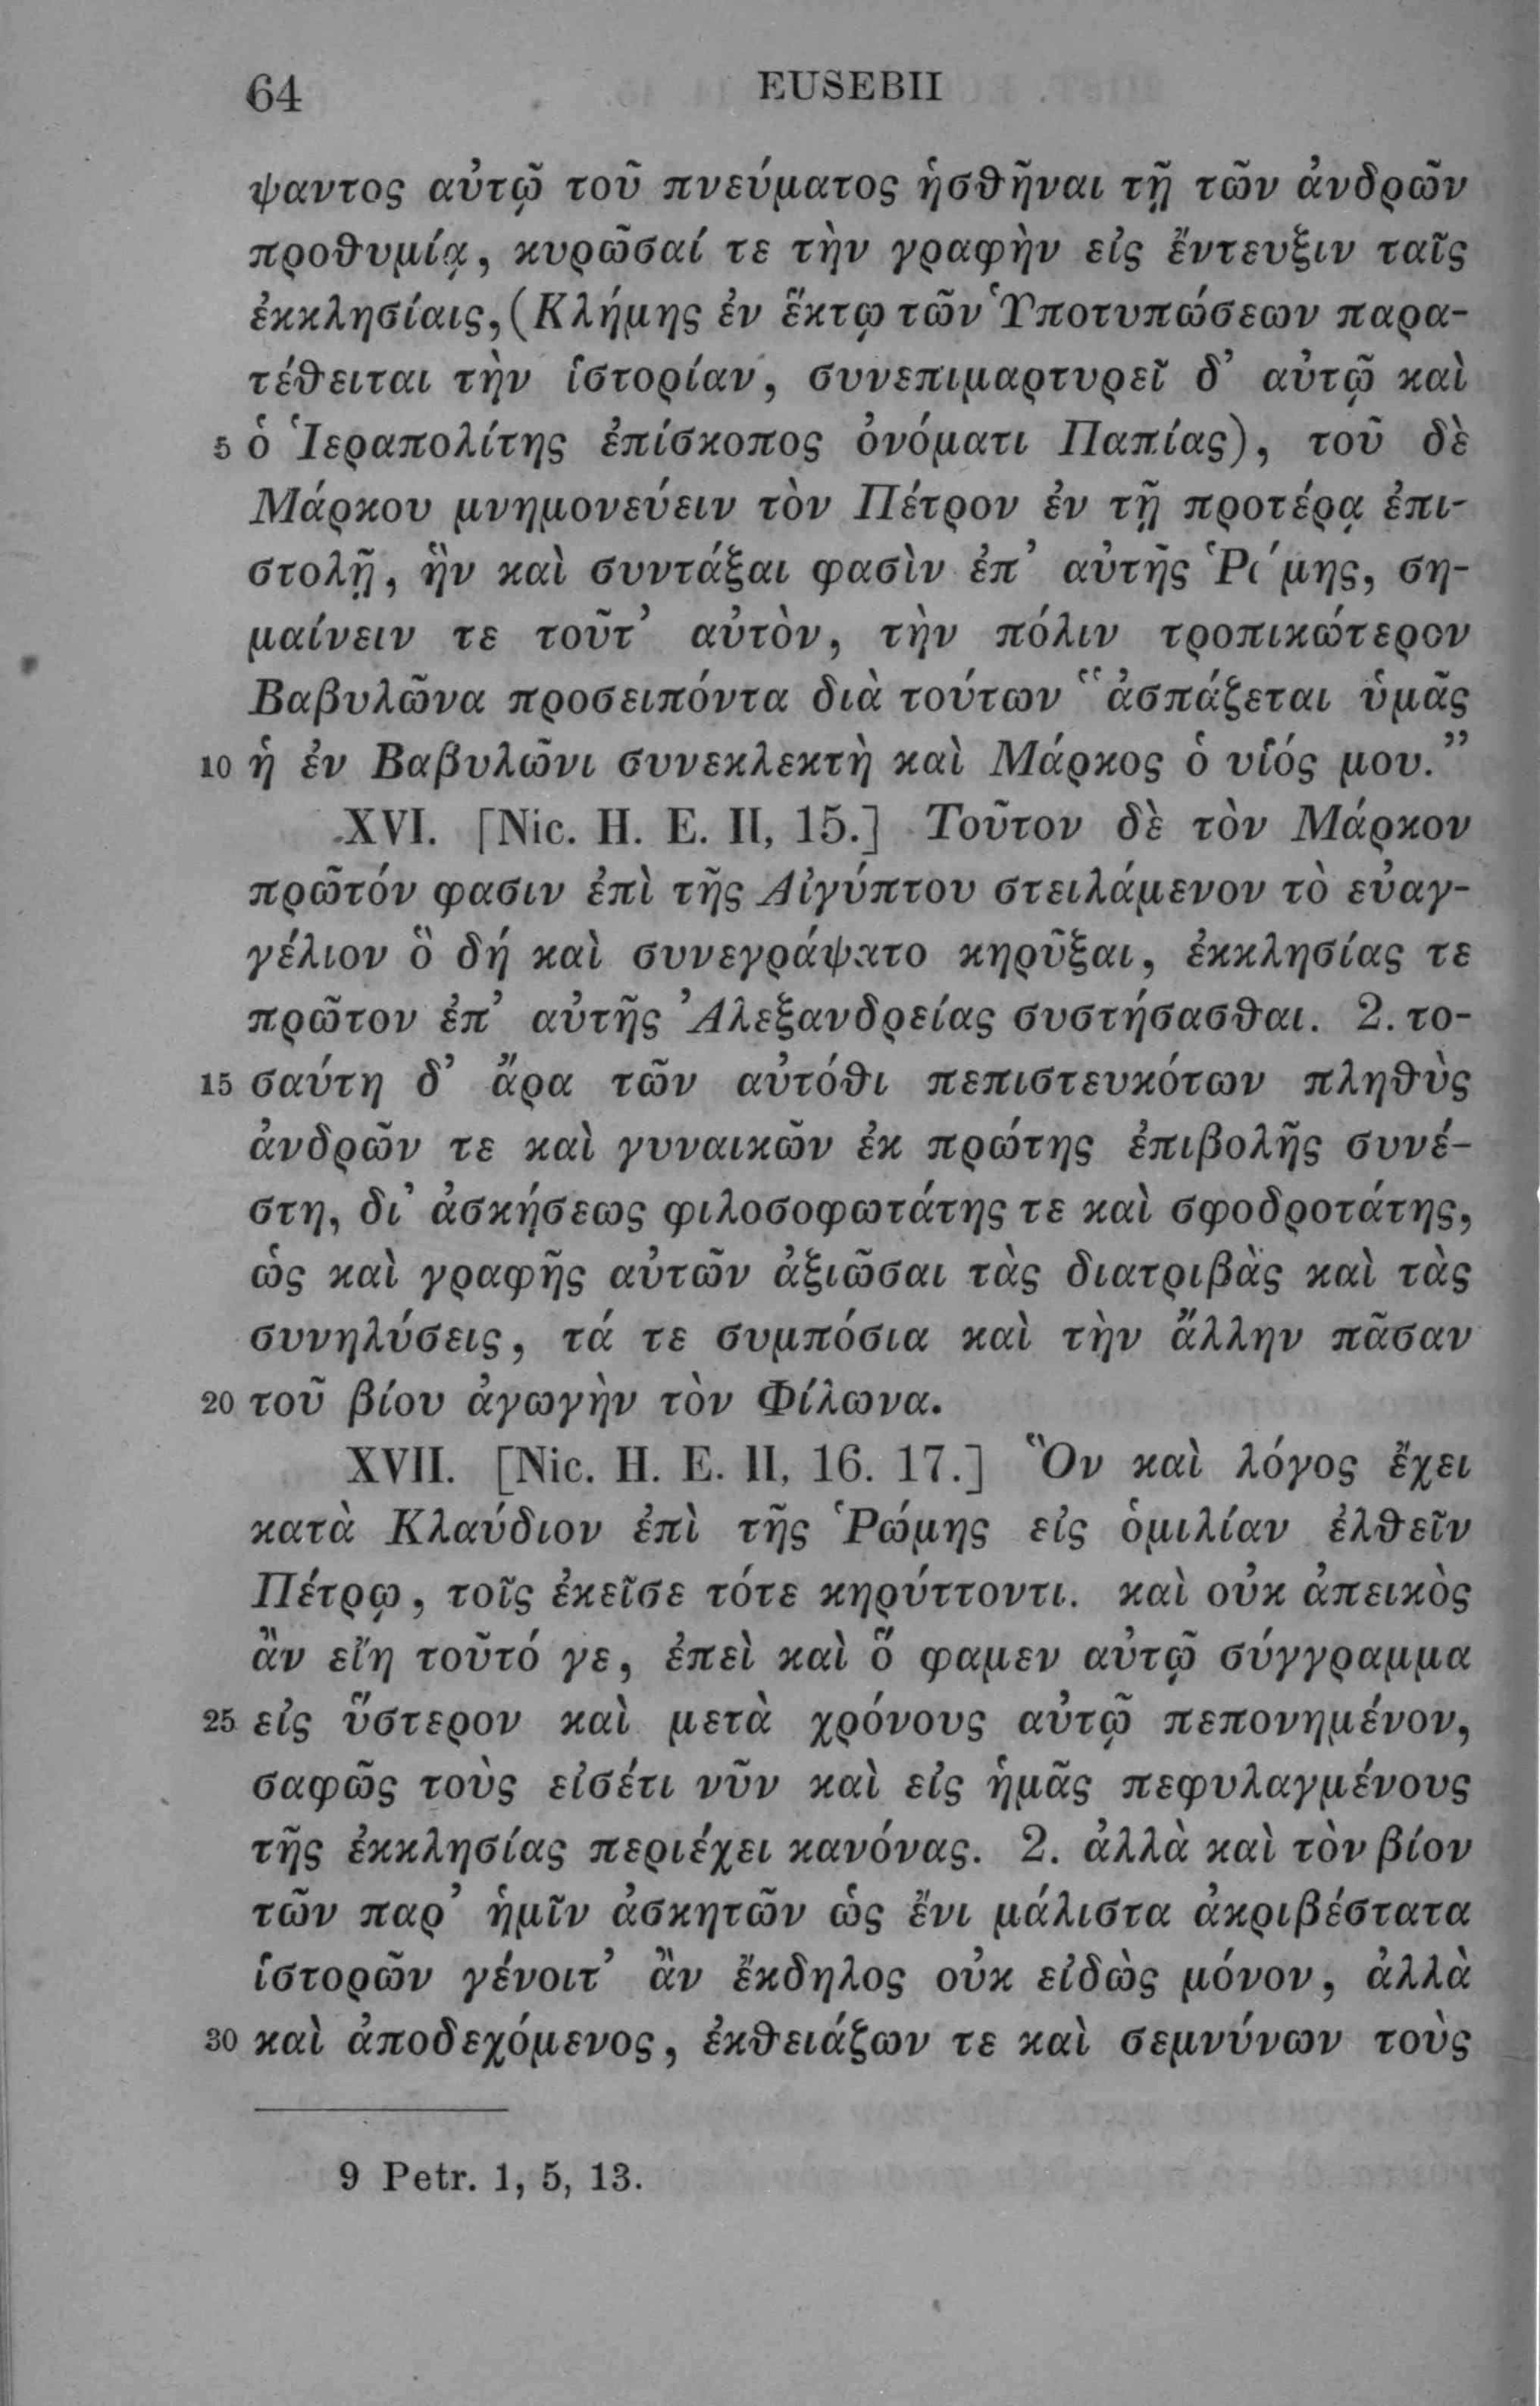 64 EUSEBII
ψαντος αὐτῷ τοῦ πνεύματος ἡσθῆναι τῇ τῶν ἀνδρῶν
προθυμίᾳ, κυρῶσαί τε τὴν γραφὴν εἰς ἔντευξιν ταῖς
ἐκκλησίαις, (Κλήμης ἐν ἕκτῳ τῶν Ὑποτυπώσεων παρα-
τέθειται τὴν ἱστορίαν, συνεπιμαρτυρεῖ δ’ αὐτῷ καὶ
5 ὁ Ἱεραπολίτης ἐπίσκοπος ὀνόματι Παπίας), τοῦ δὲ
Μάρκου μνημονεύειν τὸν Πέτρον ἐν τῇ προτέρᾳ ἐπι-
στολῇ, ἣν καὶ συντάξαι φασὶν ἐπ’ αὐτῆς Ῥώμης, ση-
μαίνειν τε τοῦτ’ αὐτὸν, τὴν πόλιν τροπικώτερον
Βαβυλῶνα προσειπόντα διὰ τούτων “ἀσπάζεται ὑμᾶς
10 ἡ ἐν Βαβυλῶνι συνεκλεκτὴ καὶ Μάρκος ὁ υἱός μου.”
XVI. [Nic. H. E. II, 15.] Τοῦτον δὲ τὸν Μάρκον
πρῶτόν φασιν ἐπὶ τῆς Αἰγύπτου στειλάμενον τὸ εὐαγ-
γέλιον ὃ δή καὶ συνεγράψατο κηρῦξαι, ἐκκλησίας τε
πρῶτον ἐπ’ αὐτῆς Ἀλεξανδρείας συστήσασθαι. 2. το-
15 σαύτη δ’ ἄρα τῶν αὐτόθι πεπιστευκότων πληθὺς
ἀνδρῶν τε καὶ γυναικῶν ἐκ πρώτης ἐπιβολῆς συνέ-
στη, δι’ ἀσκήσεως φιλοσοφωτάτης τε καὶ σφοδροτάτης,
ὡς καὶ γραφῆς αὐτῶν ἀξιῶσαι τὰς διατριβὰς καὶ τὰς
συνηλύσεις, τά τε συμπόσια καὶ τὴν ἄλλην πᾶσαν
20 τοῦ βίου ἀγωγὴν τὸν Φίλωνα.
XVII. [Nic. H. E. II, 16. 17.] Ὃν καὶ λόγος ἔχει
κατὰ Κλαύδιον ἐπὶ τῆς Ῥώμης εἰς ὁμιλίαν ἐλθεῖν
Πέτρῳ, τοῖς ἐκεῖσε τότε κηρύττοντι. καὶ οὐκ ἀπεικὸς
ἂν εἴη τοῦτό γε, ἐπεὶ καὶ ὅ φαμεν αὐτῷ σύγγραμμα
25 εἰς ὕστερον καὶ μετὰ χρόνους αὐτῷ πεπονημένον,
σαφῶς τοὺς εἰσέτι νῦν καὶ εἰς ἡμᾶς πεφυλαγμένους
τῆς ἐκκλησίας περιέχει κανόνας. 2. ἀλλὰ καὶ τὸν βίον
τῶν παρ’ ἡμῖν ἀσκητῶν ὡς ἔνι μάλιστα ἀκριβέστατα
ἱστορῶν γένοιτ’ ἂν ἔκδηλος οὐκ εἰδὼς μόνον, ἀλλὰ
30 καὶ ἀποδεχόμενος, ἐκθειάζων τε καὶ σεμνύνων τοὺς
9 Petr. 1, 5, 13.